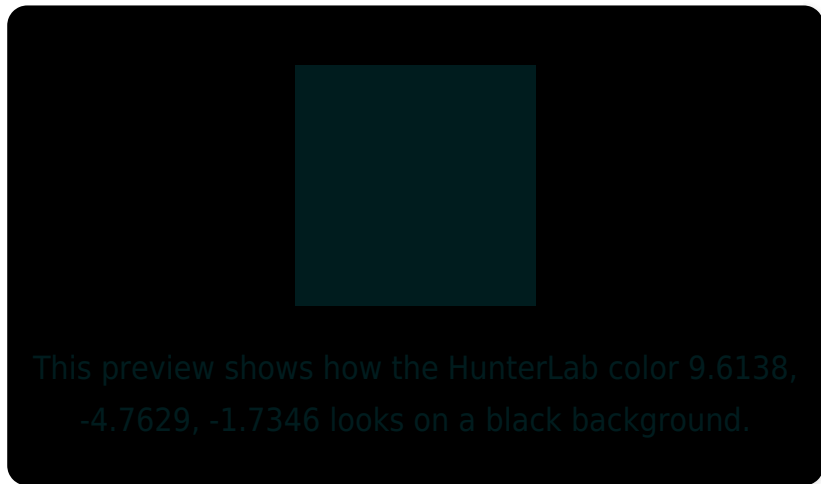 This preview shows how the HunterLab color 9.6138,
-4.7629, -1.7346 looks on a black background.